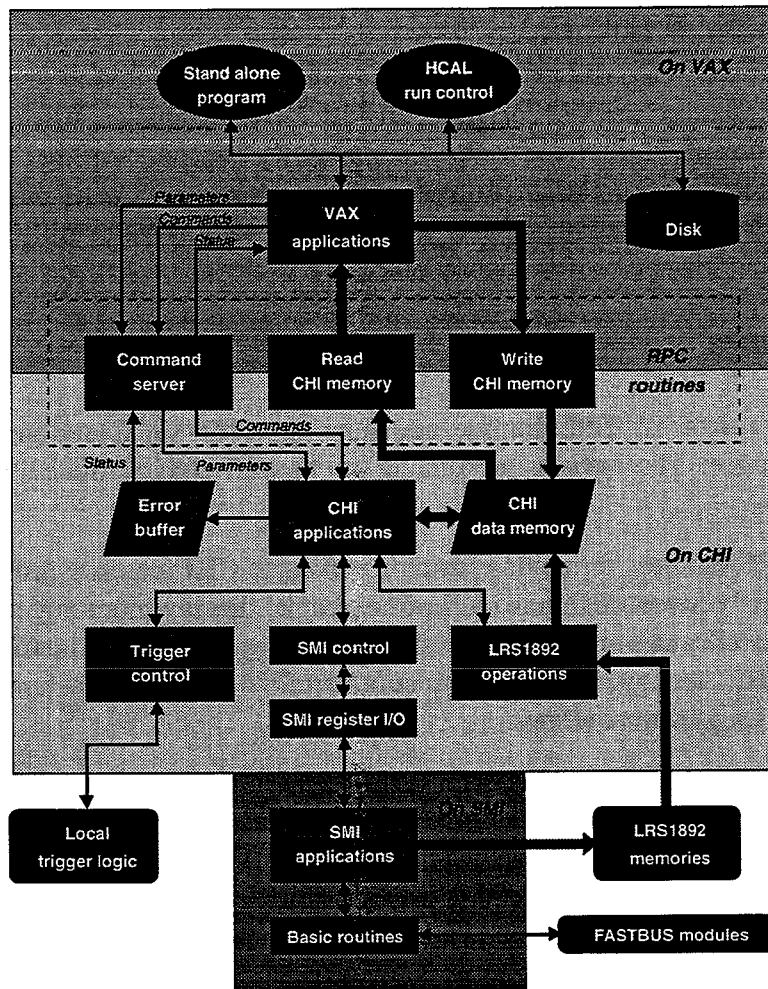 Stand alone
program
HCAL
run control
On VAX
Parameters
Commands
Status
VAX
applications
Disk
Command
server
Read
CHI memory
Write
CHI memory
RPC
routines
Commands
Status
Parameters
Error
buffer
CHI
applications
CHI
data memory
On CHI
Trigger
control
SMI control
LRS1892
operations
SMI register I/O
On SMI
Local
trigger logic
SMI
applications
LRS1892
memories
Basic routines
FASTBUS modules